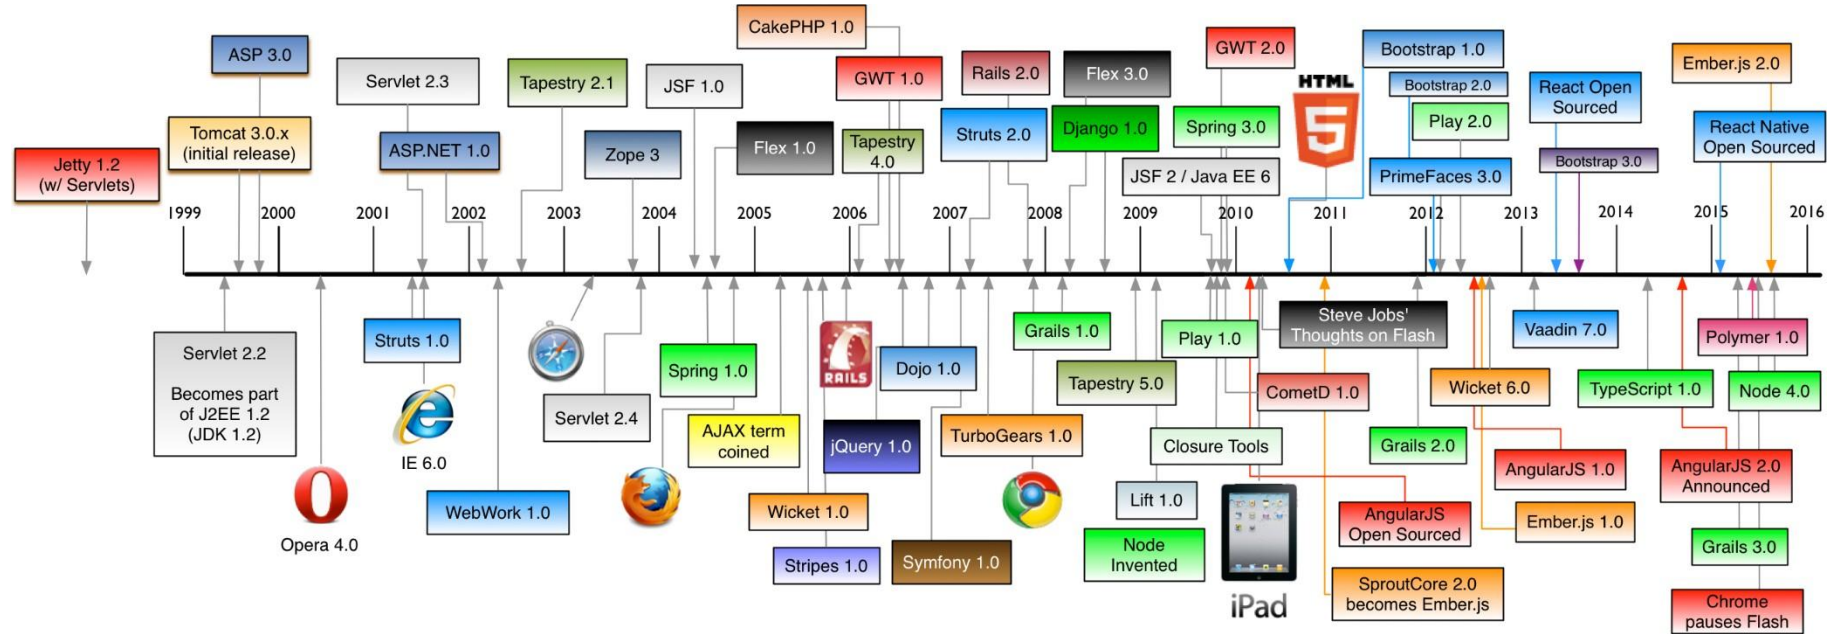 CakePHP 1.0
ASP 3.0
Servlet 2.3
Tapestry 2.1
JSF 1.0
GWT 1.0
Rails 2.0
Flex 3.0
GWT 2.0
Bootstrap 1.0
Ember.js 2.0
HTML
5
Bootstrap 2.0
React Open
Sourced
Tomcat 3.0.x
(initial release)
ASP.NET 1.0
Zope 3
Flex 1.0
Tapestry
4.0
Struts 2.0
Django 1.0
Spring 3.0
Play 2.0
React Native
Open Sourced
Jetty 1.2
(w/ Servlets)
JSF 2 / Java EE 6
PrimeFaces 3.0
Bootstrap 3.0
1999 2000 2001 2002 2003 2004 2005 2006 2007 2008 2009 2010 2011 2012 2013 2014 2015 2016
Servlet 2.2
Becomes part
of J2EE 1.2
(JDK 1.2)
Struts 1.0
IE 6.0
Opera 4.0
WebWork 1.0
Servlet 2.4
Spring 1.0
AJAX term
coined
Wicket 1.0
Stripes 1.0
RAILS
jQuery 1.0
Dojo 1.0
Symfony 1.0
TurboGears 1.0
Grails 1.0
Tapestry 5.0
Play 1.0
Closure Tools
Lift 1.0
Node
Invented
CometD 1.0
iPad
Steve Jobs'
Thoughts on Flash
AngularJS
Open Sourced
SproutCore 2.0
becomes Ember.js
Grails 2.0
Wicket 6.0
AngularJS 1.0
Ember.js 1.0
Vaadin 7.0
TypeScript 1.0
Polymer 1.0
Node 4.0
AngularJS 2.0
Announced
Grails 3.0
Chrome
pauses Flash